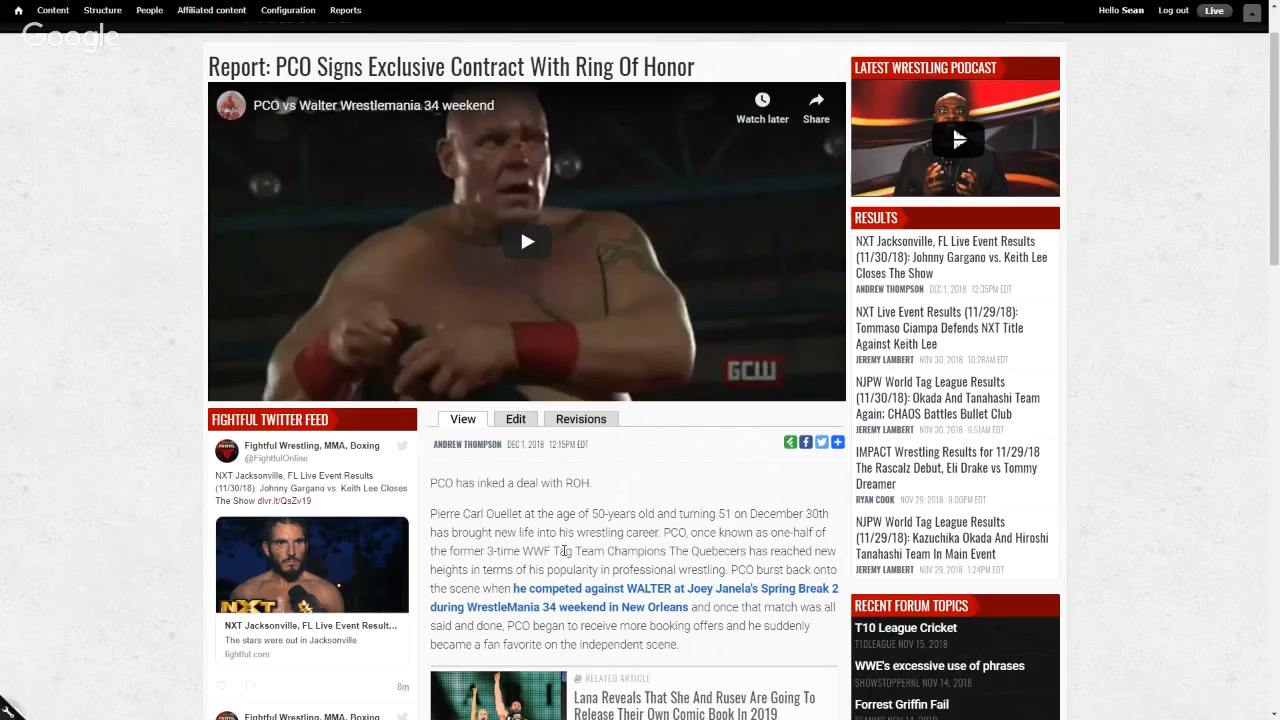 Content Structure People Affiliated content Configuration Reports Hello Sean Log out Live
Google
Report: PCO Signs Exclusive Contract With Ring Of Honor
PCO vs Walter Wrestlemania 34 weekend
Watch later Share
GCW
FIGHTFUL TWITTER FEED
Fightful Wrestling, MMA, Boxing
@FightfulOnline
NXT Jacksonville, FL Live Event Results
(11/30/18): Johnny Gargano vs. Keith Lee Closes
The Show dlvr.it/QsZv19
NXT
NXT Jacksonville, FL Live Event Result...
The stars were out in Jacksonville.
fightful.com
8m
Fightful Wrestling, MMA, Boxing
View Edit Revisions
ANDREW THOMPSON DEC 1, 2018 12:15PM EDT
PCO has inked a deal with ROH.
Pierre Carl Ouellet at the age of 50-years old and turning 51 on December 30th
has brought new life into his wrestling career. PCO, once known as one-half of
the former 3-time WWF Tag Team Champions The Quebecers has reached new
heights in terms of his popularity in professional wrestling. PCO burst back onto
the scene when he competed against WALTER at Joey Janela's Spring Break 2
during WrestleMania 34 weekend in New Orleans and once that match was all
said and done, PCO began to receive more booking offers and he suddenly
became a fan favorite on the independent scene.
RELATED ARTICLE
Lana Reveals That She And Rusev Are Going To
Release Their Own Comic Book In 2019
LATEST WRESTLING PODCAST
RESULTS
NXT Jacksonville, FL Live Event Results
(11/30/18): Johnny Gargano vs. Keith Lee
Closes The Show
ANDREW THOMPSON DEC 1, 2018 12:35PM EDT
NXT Live Event Results (11/29/18):
Tommaso Ciampa Defends NXT Title
Against Keith Lee
JEREMY LAMBERT NOV 30, 2018 10:28AM EDT
NJPW World Tag League Results
(11/30/18): Okada And Tanahashi Team
Again; CHAOS Battles Bullet Club
JEREMY LAMBERT NOV 30, 2018 9:51AM EDT
IMPACT Wrestling Results for 11/29/18
The Rascalz Debut, Eli Drake vs Tommy
Dreamer
RYAN COOK NOV 29, 2018 9:00PM EDT
NJPW World Tag League Results
(11/29/18): Kazuchika Okada And Hiroshi
Tanahashi Team In Main Event
JEREMY LAMBERT NOV 29, 2018 1:24PM EDT
RECENT FORUM TOPICS
T10 League Cricket
T10LEAGUE NOV 15, 2018
WWE's excessive use of phrases
SHOWSTOPPERNL NOV 14, 2018
Forrest Griffin Fail